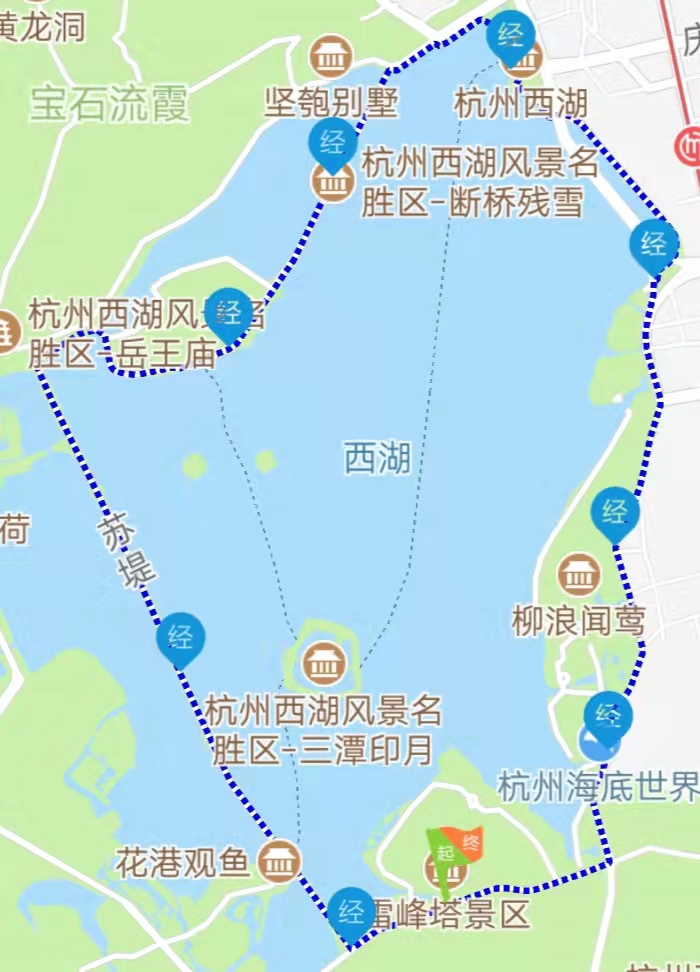 黄龙洞
经
宝石流霞
坚匏别墅
杭州西湖
经
杭州西湖风景名
胜区-断桥残雪
经
经
杭州西湖风景名
胜区-岳王庙
西湖
苏
堤
荷
经
柳浪闻莺
经
杭州西湖风景名
胜区-三潭印月
经
杭州海底世界
花港观鱼
起
终
经
雷峰塔景区